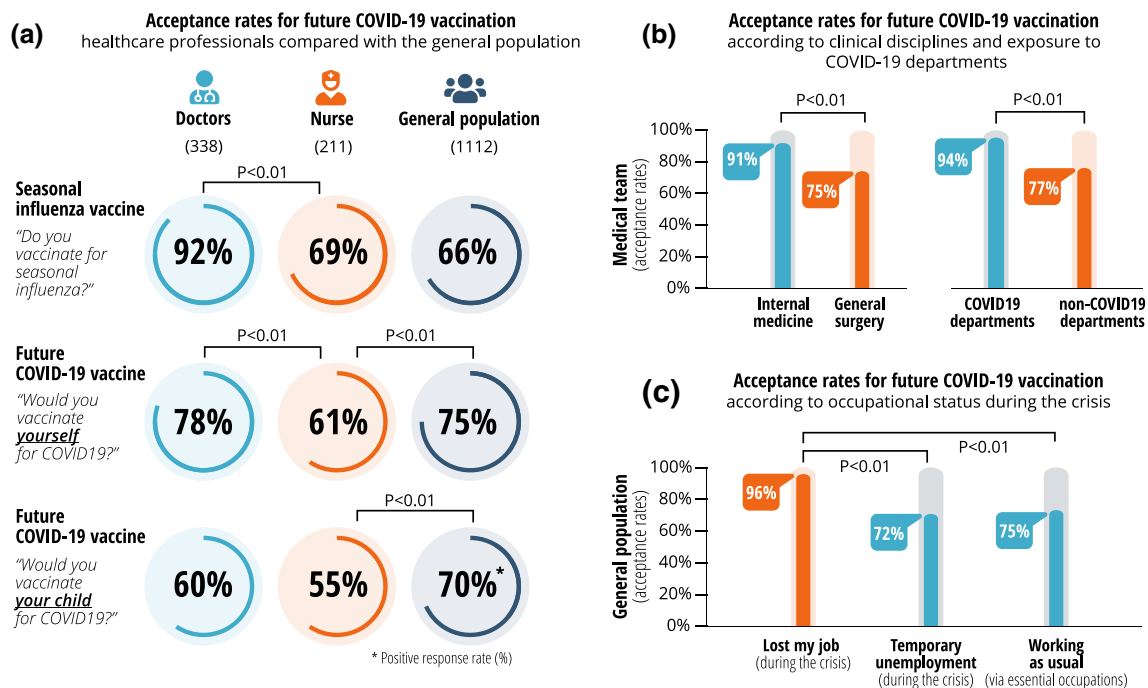 (a)
Acceptance rates for future COVID-19 vaccination
healthcare professionals compared with the general population
Doctors
(338)
Nurse
(211)
General population
(1112)
P<0.01
Seasonal
influenza vaccine
“Do you
vaccinate for
seasonal
influenza?”
92%
69%
66%
P<0.01
P<0.01
Future
COVID-19 vaccine
“Would you
vaccinate
yourself
for COVID19?”
78%
61%
75%
P<0.01
Future
COVID-19 vaccine
“Would you
vaccinate
your child
for COVID19?”
60%
55%
70%*
* Positive response rate (%)
(b)
Acceptance rates for future COVID-19 vaccination
according to clinical disciplines and exposure to
COVID-19 departments
P<0.01
P<0.01
Medical team
(acceptance rates)
100%
80%
60%
40%
20%
0%
91%
75%
94%
77%
Internal
medicine
General
surgery
COVID19
departments
non-COVID19
departments
(c)
Acceptance rates for future COVID-19 vaccination
according to occupational status during the crisis
P<0.01
P<0.01
General population
(acceptance rates)
100%
80%
60%
40%
20%
0%
96%
72%
75%
Lost my job
(during the crisis)
Temporary
unemployment
(during the crisis)
Working
as usual
(via essential occupations)